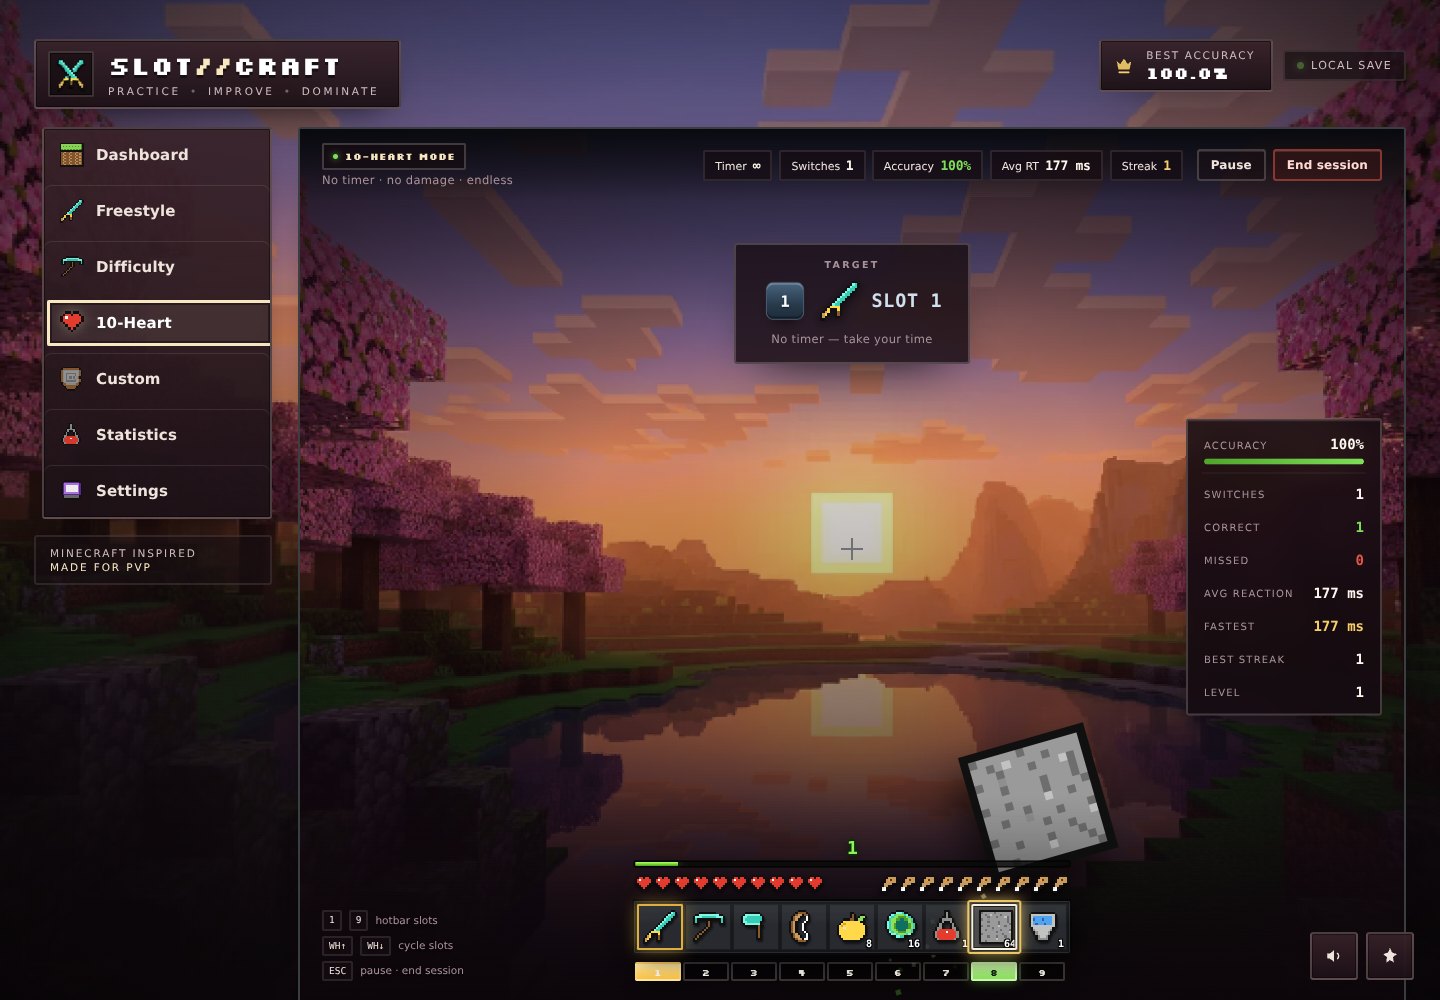 SLOT//CRAFT
PRACTICE • IMPROVE • DOMINATE
BEST ACCURACY
100.0%
LOCAL SAVE
Dashboard
Freestyle
Difficulty
10-Heart
Custom
Statistics
Settings
MINECRAFT INSPIRED
MADE FOR PVP
10-HEART MODE
No timer · no damage · endless
Timer ∞
Switches 1
Accuracy 100%
Avg RT 177 ms
Streak 1
Pause
End session
TARGET
1 SLOT 1
No timer — take your time
ACCURACY 100%
SWITCHES 1
CORRECT 1
MISSED 0
AVG REACTION 177 ms
FASTEST 177 ms
BEST STREAK 1
LEVEL 1
1
8 16 1 64 1
1 2 3 4 5 6 7 8 9
1 9 hotbar slots
WH↑ WH↓ cycle slots
ESC pause · end session